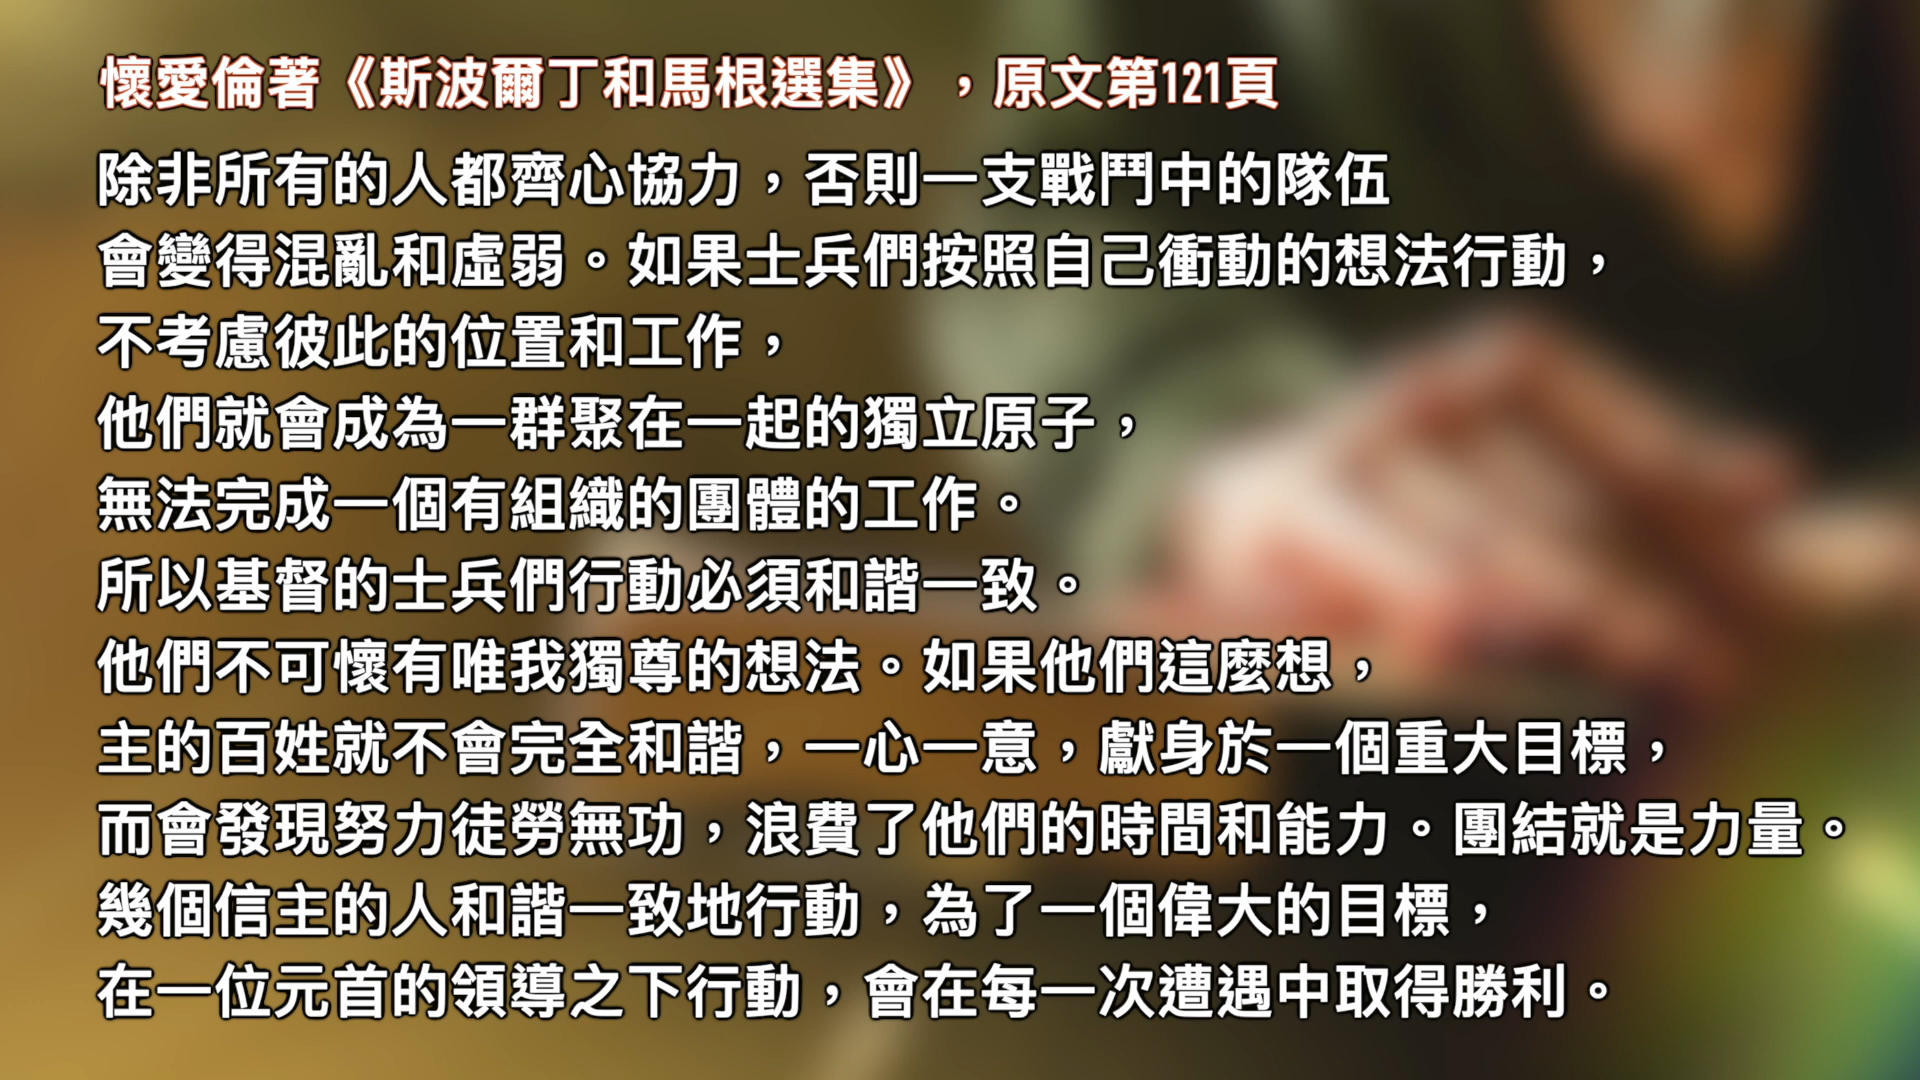 懷愛倫著《斯波爾丁和馬根選集》，原文第121頁
除非所有的人都齊心協力，否則一支戰鬥中的隊伍
會變得混亂和虛弱。如果士兵們按照自己衝動的想法行動，
不考慮彼此的位置和工作，
他們就會成為一群聚在一起的獨立原子，
無法完成一個有組織的團體的工作。
所以基督的士兵們行動必須和諧一致。
他們不可懷有唯我獨尊的想法。如果他們這麼想，
主的百姓就不會完全和諧，一心一意，獻身於一個重大目標，
而會發現努力徒勞無功，浪費了他們的時間和能力。團結就是力量。
幾個信主的人和諧一致地行動，為了一個偉大的目標，
在一位元首的領導之下行動，會在每一次遭遇中取得勝利。